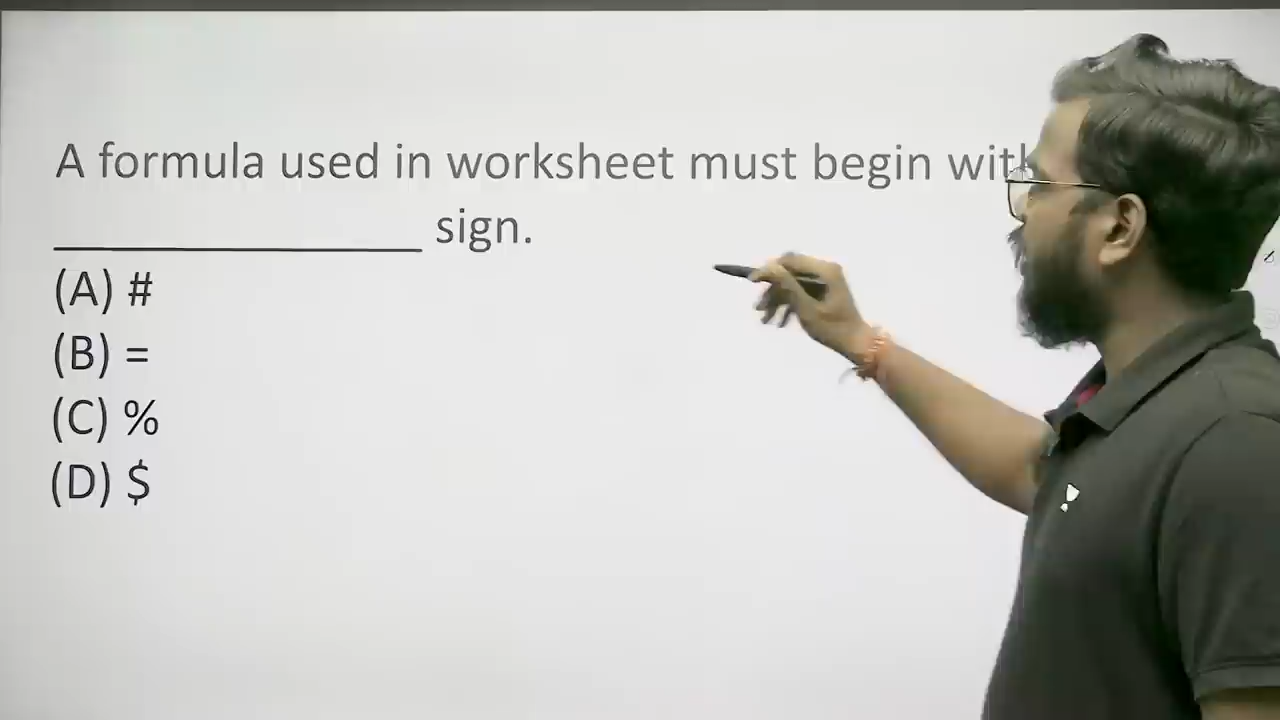 A formula used in worksheet must begin with
________________ sign.
(A) #
(B) =
(C) %
(D) $